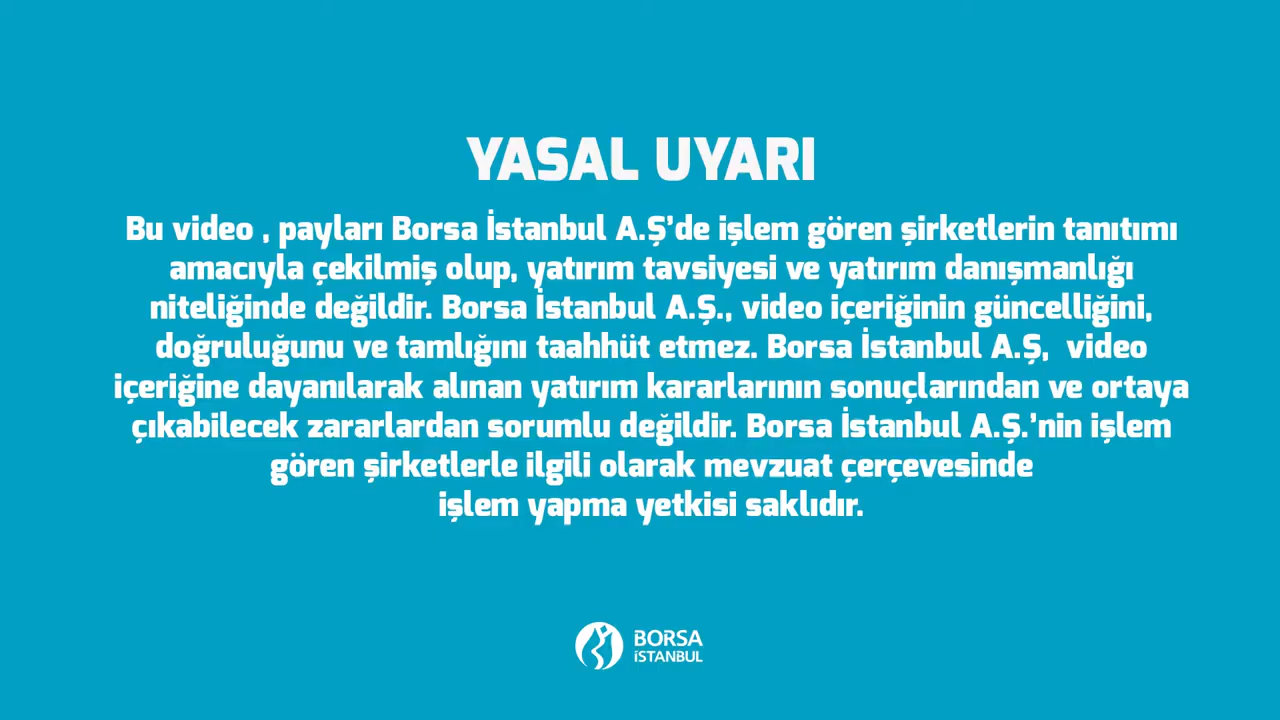 YASAL UYARI
Bu video , payları Borsa İstanbul A.Ş’de işlem gören şirketlerin tanıtımı
amacıyla çekilmiş olup, yatırım tavsiyesi ve yatırım danışmanlığı
niteliğinde değildir. Borsa İstanbul A.Ş., video içeriğinin güncelliğini,
doğruluğunu ve tamlığını taahhüt etmez. Borsa İstanbul A.Ş,  video
içeriğine dayanılarak alınan yatırım kararlarının sonuçlarından ve ortaya
çıkabilecek zararlardan sorumlu değildir. Borsa İstanbul A.Ş.’nin işlem
gören şirketlerle ilgili olarak mevzuat çerçevesinde
işlem yapma yetkisi saklıdır.
BORSA
İSTANBUL